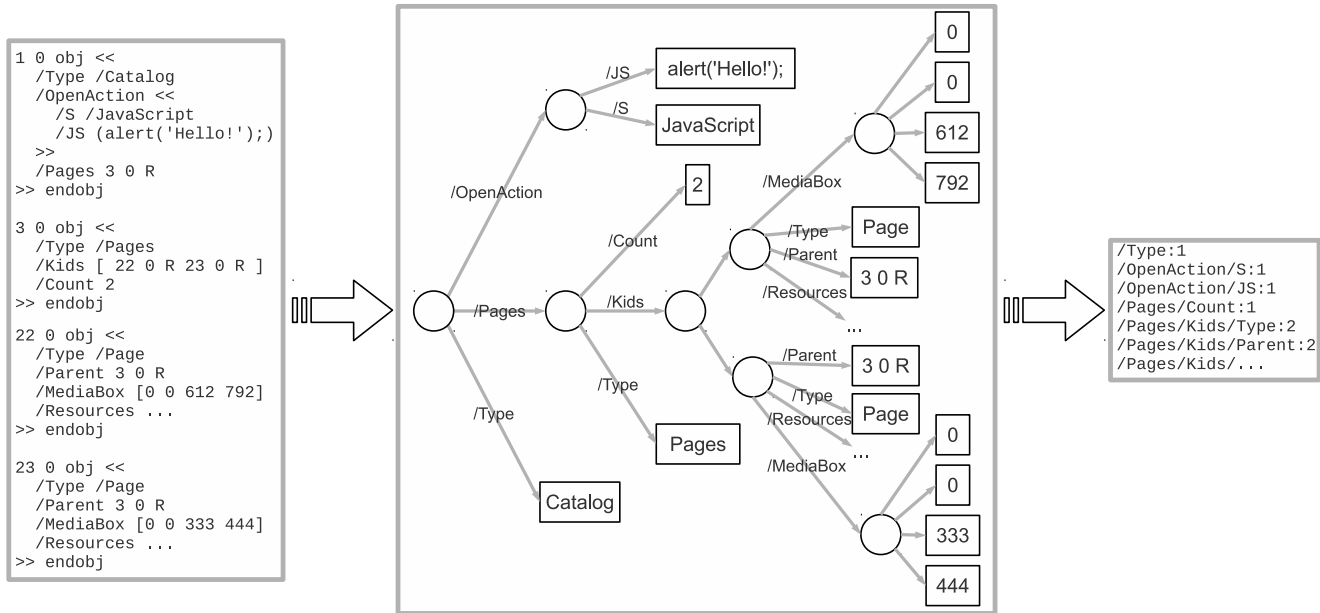 1 0 obj <<
/Type /Catalog
/OpenAction <<
/S /JavaScript
/JS (alert('Hello!');)
>>
/Pages 3 0 R
>> endobj
3 0 obj <<
/Type /Pages
/Kids [ 22 0 R 23 0 R ]
/Count 2
>> endobj
22 0 obj <<
/Type /Page
/Parent 3 0 R
/MediaBox [0 0 612 792]
/Resources ...
>> endobj
23 0 obj <<
/Type /Page
/Parent 3 0 R
/MediaBox [0 0 333 444]
/Resources ...
>> endobj
/OpenAction
/JS
alert('Hello!');
/S
JavaScript
/Pages
/Count
2
/Kids
/Type
Pages
/Type
Catalog
/MediaBox
0
0
612
792
/Type
Page
/Parent
3 0 R
/Resources
...
/Parent
3 0 R
/Type
Page
/Resources
...
/MediaBox
0
0
333
444
/Type:1
/OpenAction/S:1
/OpenAction/JS:1
/Pages/Count:1
/Pages/Kids/Type:2
/Pages/Kids/Parent:2
/Pages/Kids/...